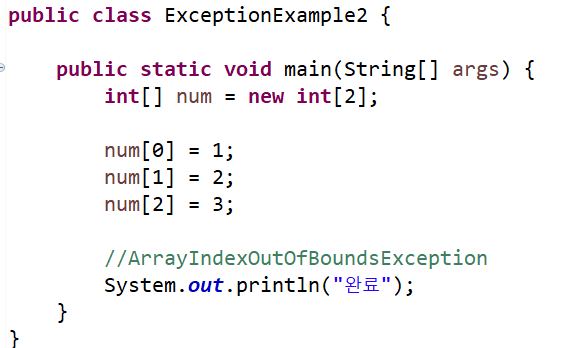 public class ExceptionExample2 {
public static void main(String[] args) {
int[] num = new int[2];
num[0] = 1;
num[1] = 2;
num[2] = 3;
//ArrayIndexOutOfBoundsException
System.out.println("완료");
}
}